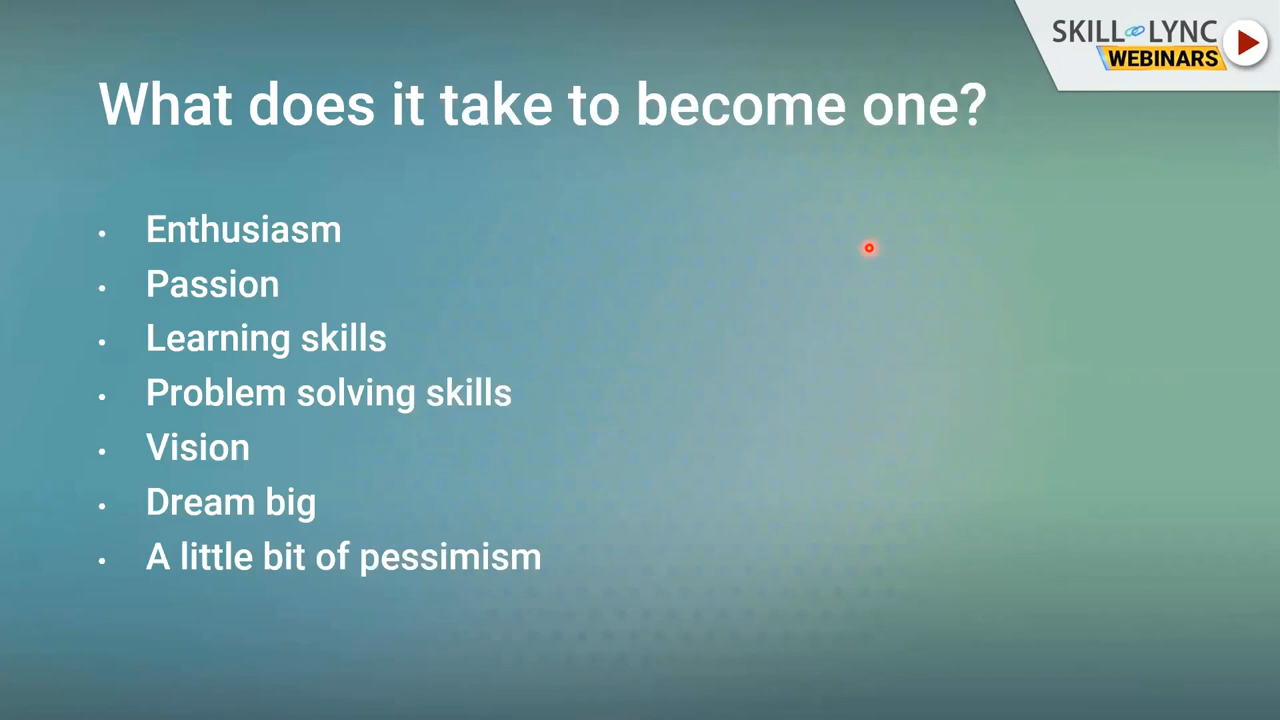 SKILL LYNC
WEBINARS
What does it take to become one?
• Enthusiasm
• Passion
• Learning skills
• Problem solving skills
• Vision
• Dream big
• A little bit of pessimism